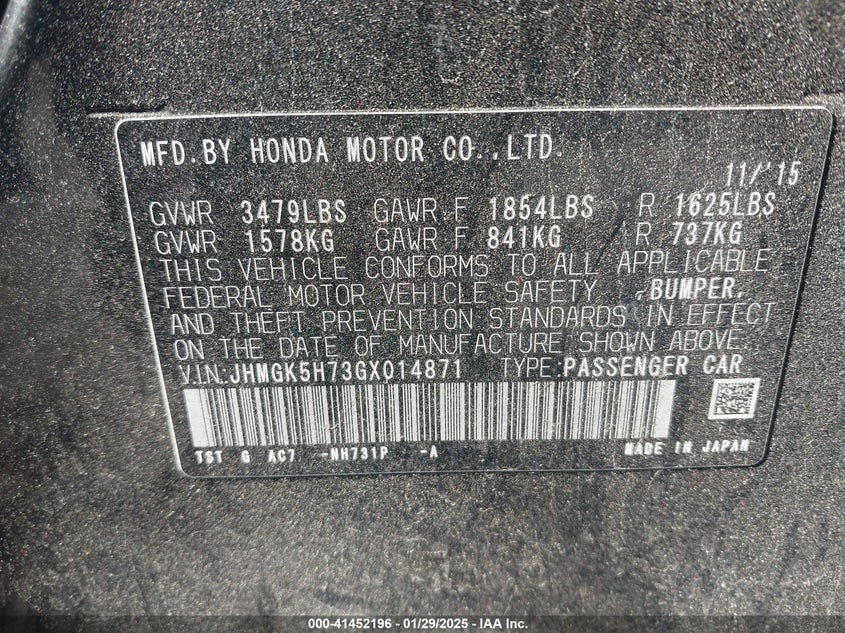 MFD.BY HONDA MOTOR CO.,LTD.
11/'15
GVWR 3479LBS GAWR F 1854LBS R 1625LBS
GVWR 1578KG GAWR F 841KG R 737KG
THIS VEHICLE CONFORMS TO ALL APPLICABLE
FEDERAL MOTOR VEHICLE SAFETY ,BUMPER,
AND THEFT PREVENTION STANDARDS IN EFFECT
ON THE DATE OF MANUFACTURE SHOWN ABOVE.
V.I.N:JHMGK5H73GX014871 TYPE:PASSENGER CAR
TST G AC7 -NH731P -A MADE IN JAPAN
000-41452196 - 01/29/2025 - COPYRIGHT © IAA, Inc.